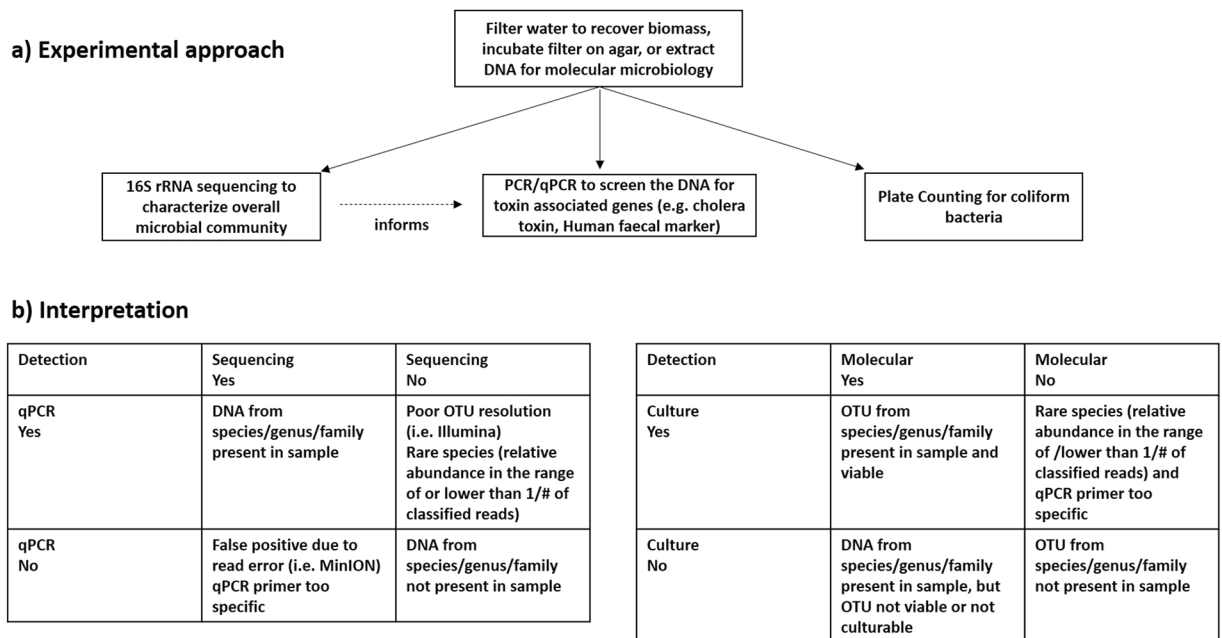 a) Experimental approach
Filter water to recover biomass,
incubate filter on agar, or extract
DNA for molecular microbiology
16S rRNA sequencing to
characterize overall
microbial community
informs
PCR/qPCR to screen the DNA for
toxin associated genes (e.g. cholera
toxin, Human faecal marker)
Plate Counting for coliform
bacteria
b) Interpretation
Detection
Sequencing
Yes
Sequencing
No
qPCR
Yes
DNA from
species/genus/family
present in sample
Poor OTU resolution
(i.e. Illumina)
Rare species (relative
abundance in the range
of or lower than 1/# of
classified reads)
qPCR
No
False positive due to
read error (i.e. MinION)
qPCR primer too
specific
DNA from
species/genus/family
not present in sample
Detection
Molecular
Yes
Molecular
No
Culture
Yes
OTU from
species/genus/family
present in sample and
viable
Rare species (relative
abundance in the range
of /lower than 1/# of
classified reads) and
qPCR primer too
specific
Culture
No
DNA from
species/genus/family
present in sample, but
OTU not viable or not
culturable
OTU from
species/genus/family
not present in sample